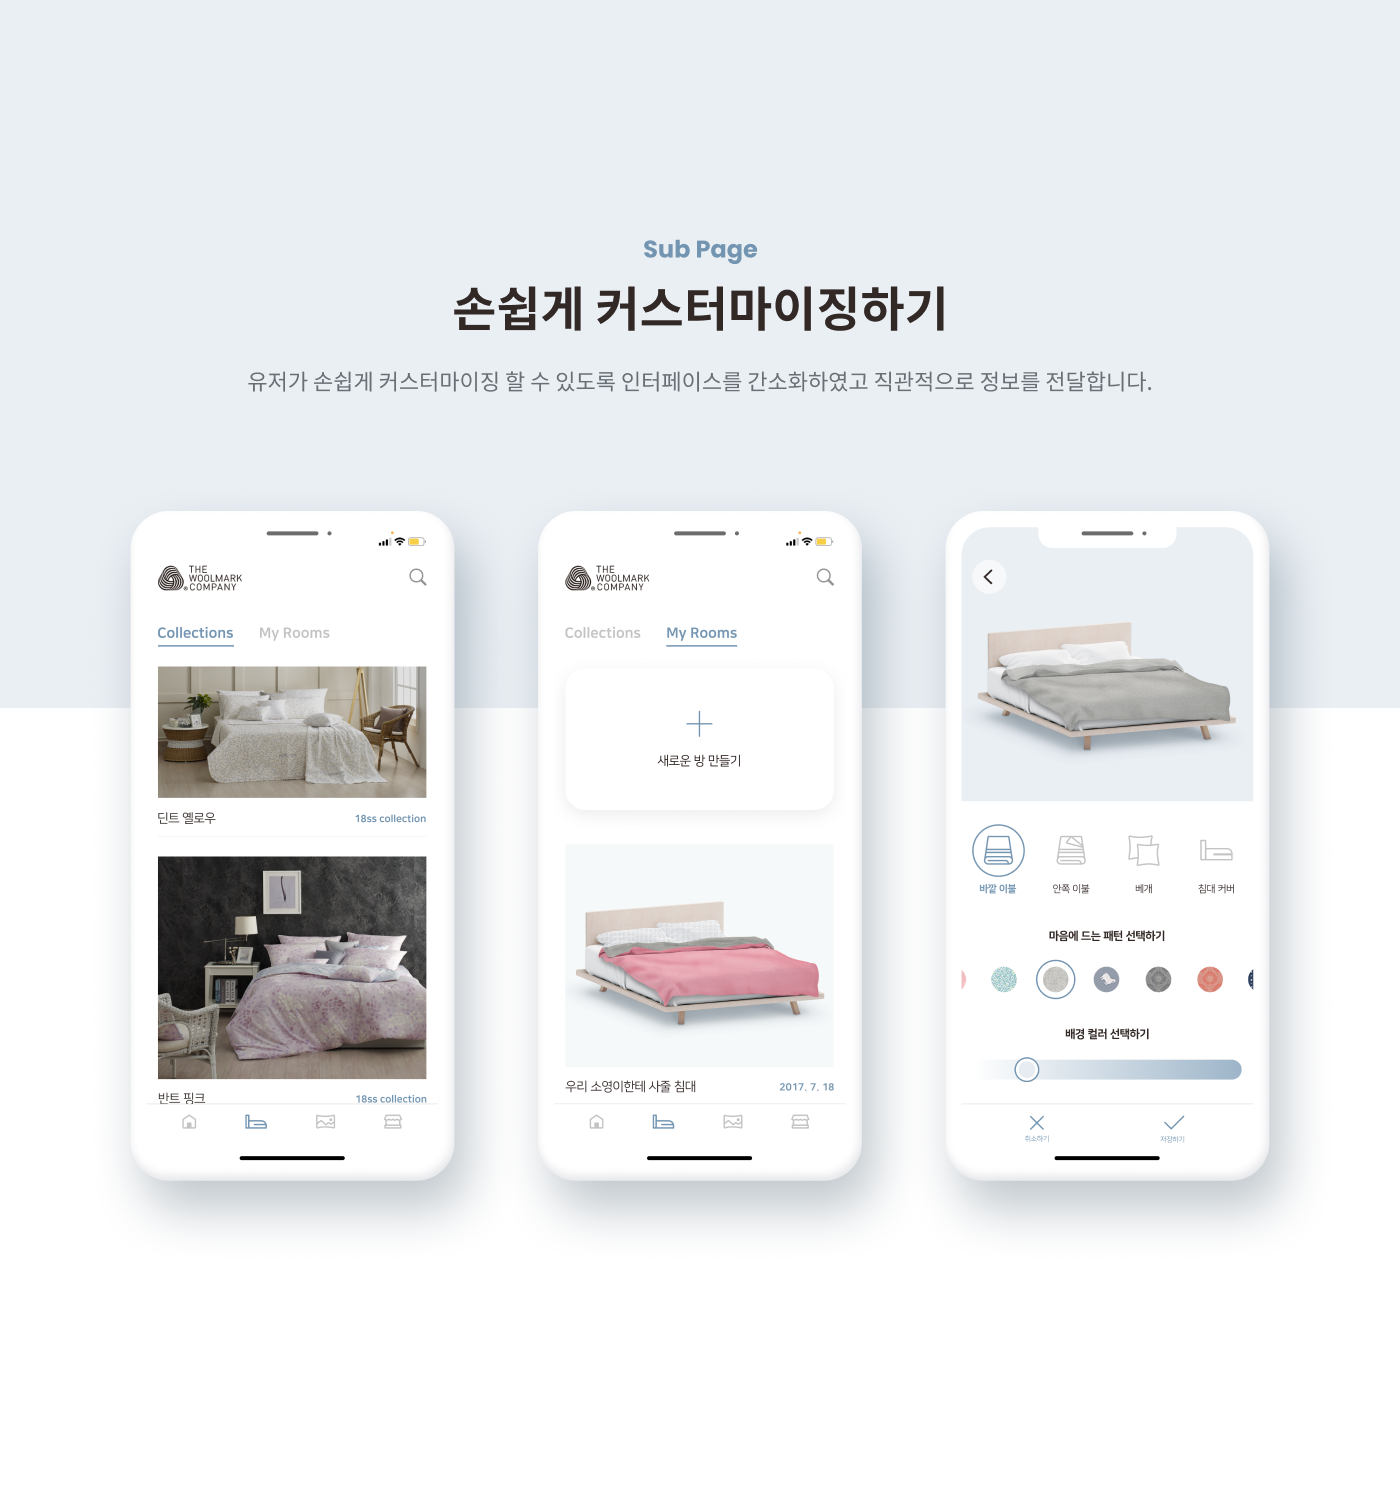 Sub Page
손쉽게 커스터마이징하기
유저가 손쉽게 커스터마이징 할 수 있도록 인터페이스를 간소화하였고 직관적으로 정보를 전달합니다.
THE
WOOLMARK
COMPANY
Collections My Rooms
딘트 옐로우 18ss collection
반트 핑크 18ss collection
THE
WOOLMARK
COMPANY
Collections My Rooms
새로운 방 만들기
우리 소영이한테 사줄 침대 2017. 7. 18
바깥 이불 안쪽 이불 베개 침대 커버
마음에 드는 패턴 선택하기
배경 컬러 선택하기
취소하기 저장하기